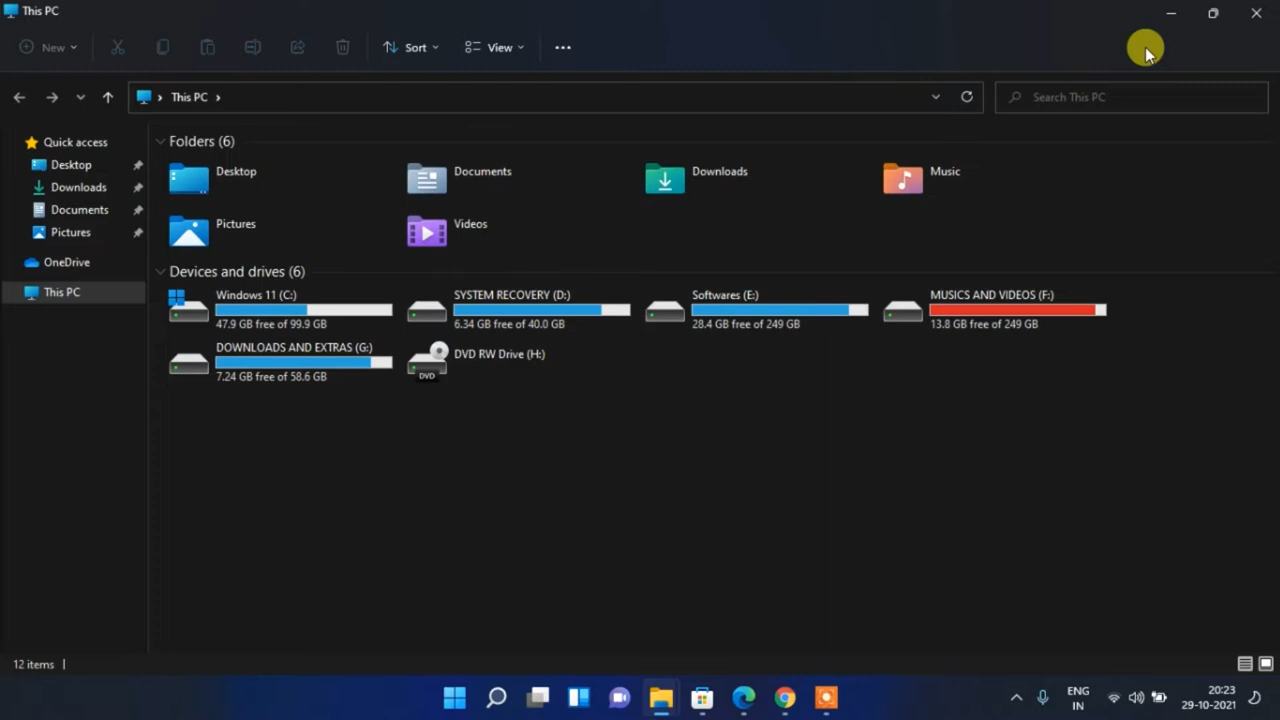 This PC
New
Sort
View
This PC
Search This PC
Quick access
Desktop
Downloads
Documents
Pictures
OneDrive
This PC
Folders (6)
Desktop
Documents
Downloads
Music
Pictures
Videos
Devices and drives (6)
Windows 11 (C:)
47.9 GB free of 99.9 GB
SYSTEM RECOVERY (D:)
6.34 GB free of 40.0 GB
Softwares (E:)
28.4 GB free of 249 GB
MUSICS AND VIDEOS (F:)
13.8 GB free of 249 GB
DOWNLOADS AND EXTRAS (G:)
7.24 GB free of 58.6 GB
DVD RW Drive (H:)
DVD
12 items
ENG
IN
20:23
29-10-2021